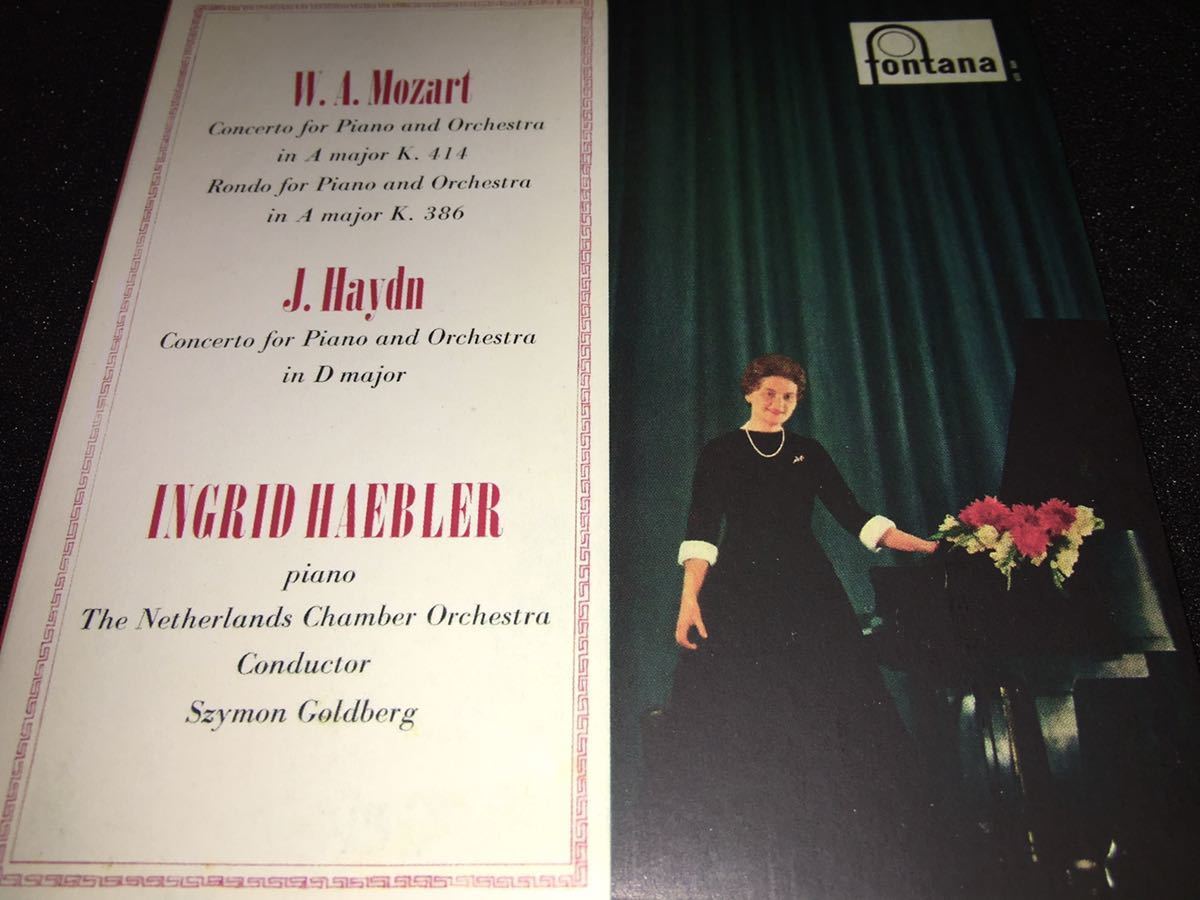 W. A. Mozart
Concerto for Piano and Orchestra
in A major K. 414
Rondo for Piano and Orchestra
in A major K. 386
J. Haydn
Concerto for Piano and Orchestra
in D major
INGRID HAEBLER
piano
The Netherlands Chamber Orchestra
Conductor
Szymon Goldberg
fontana